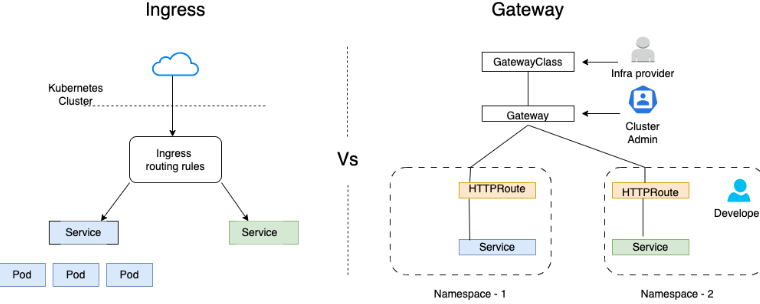 Ingress
Kubernetes
Cluster
Ingress
routing rules
Service
Service
Pod
Pod
Pod
Vs
Gateway
GatewayClass
Infra provider
Gateway
Cluster
Admin
HTTPRoute
Service
Namespace - 1
HTTPRoute
Develope
Service
Namespace - 2